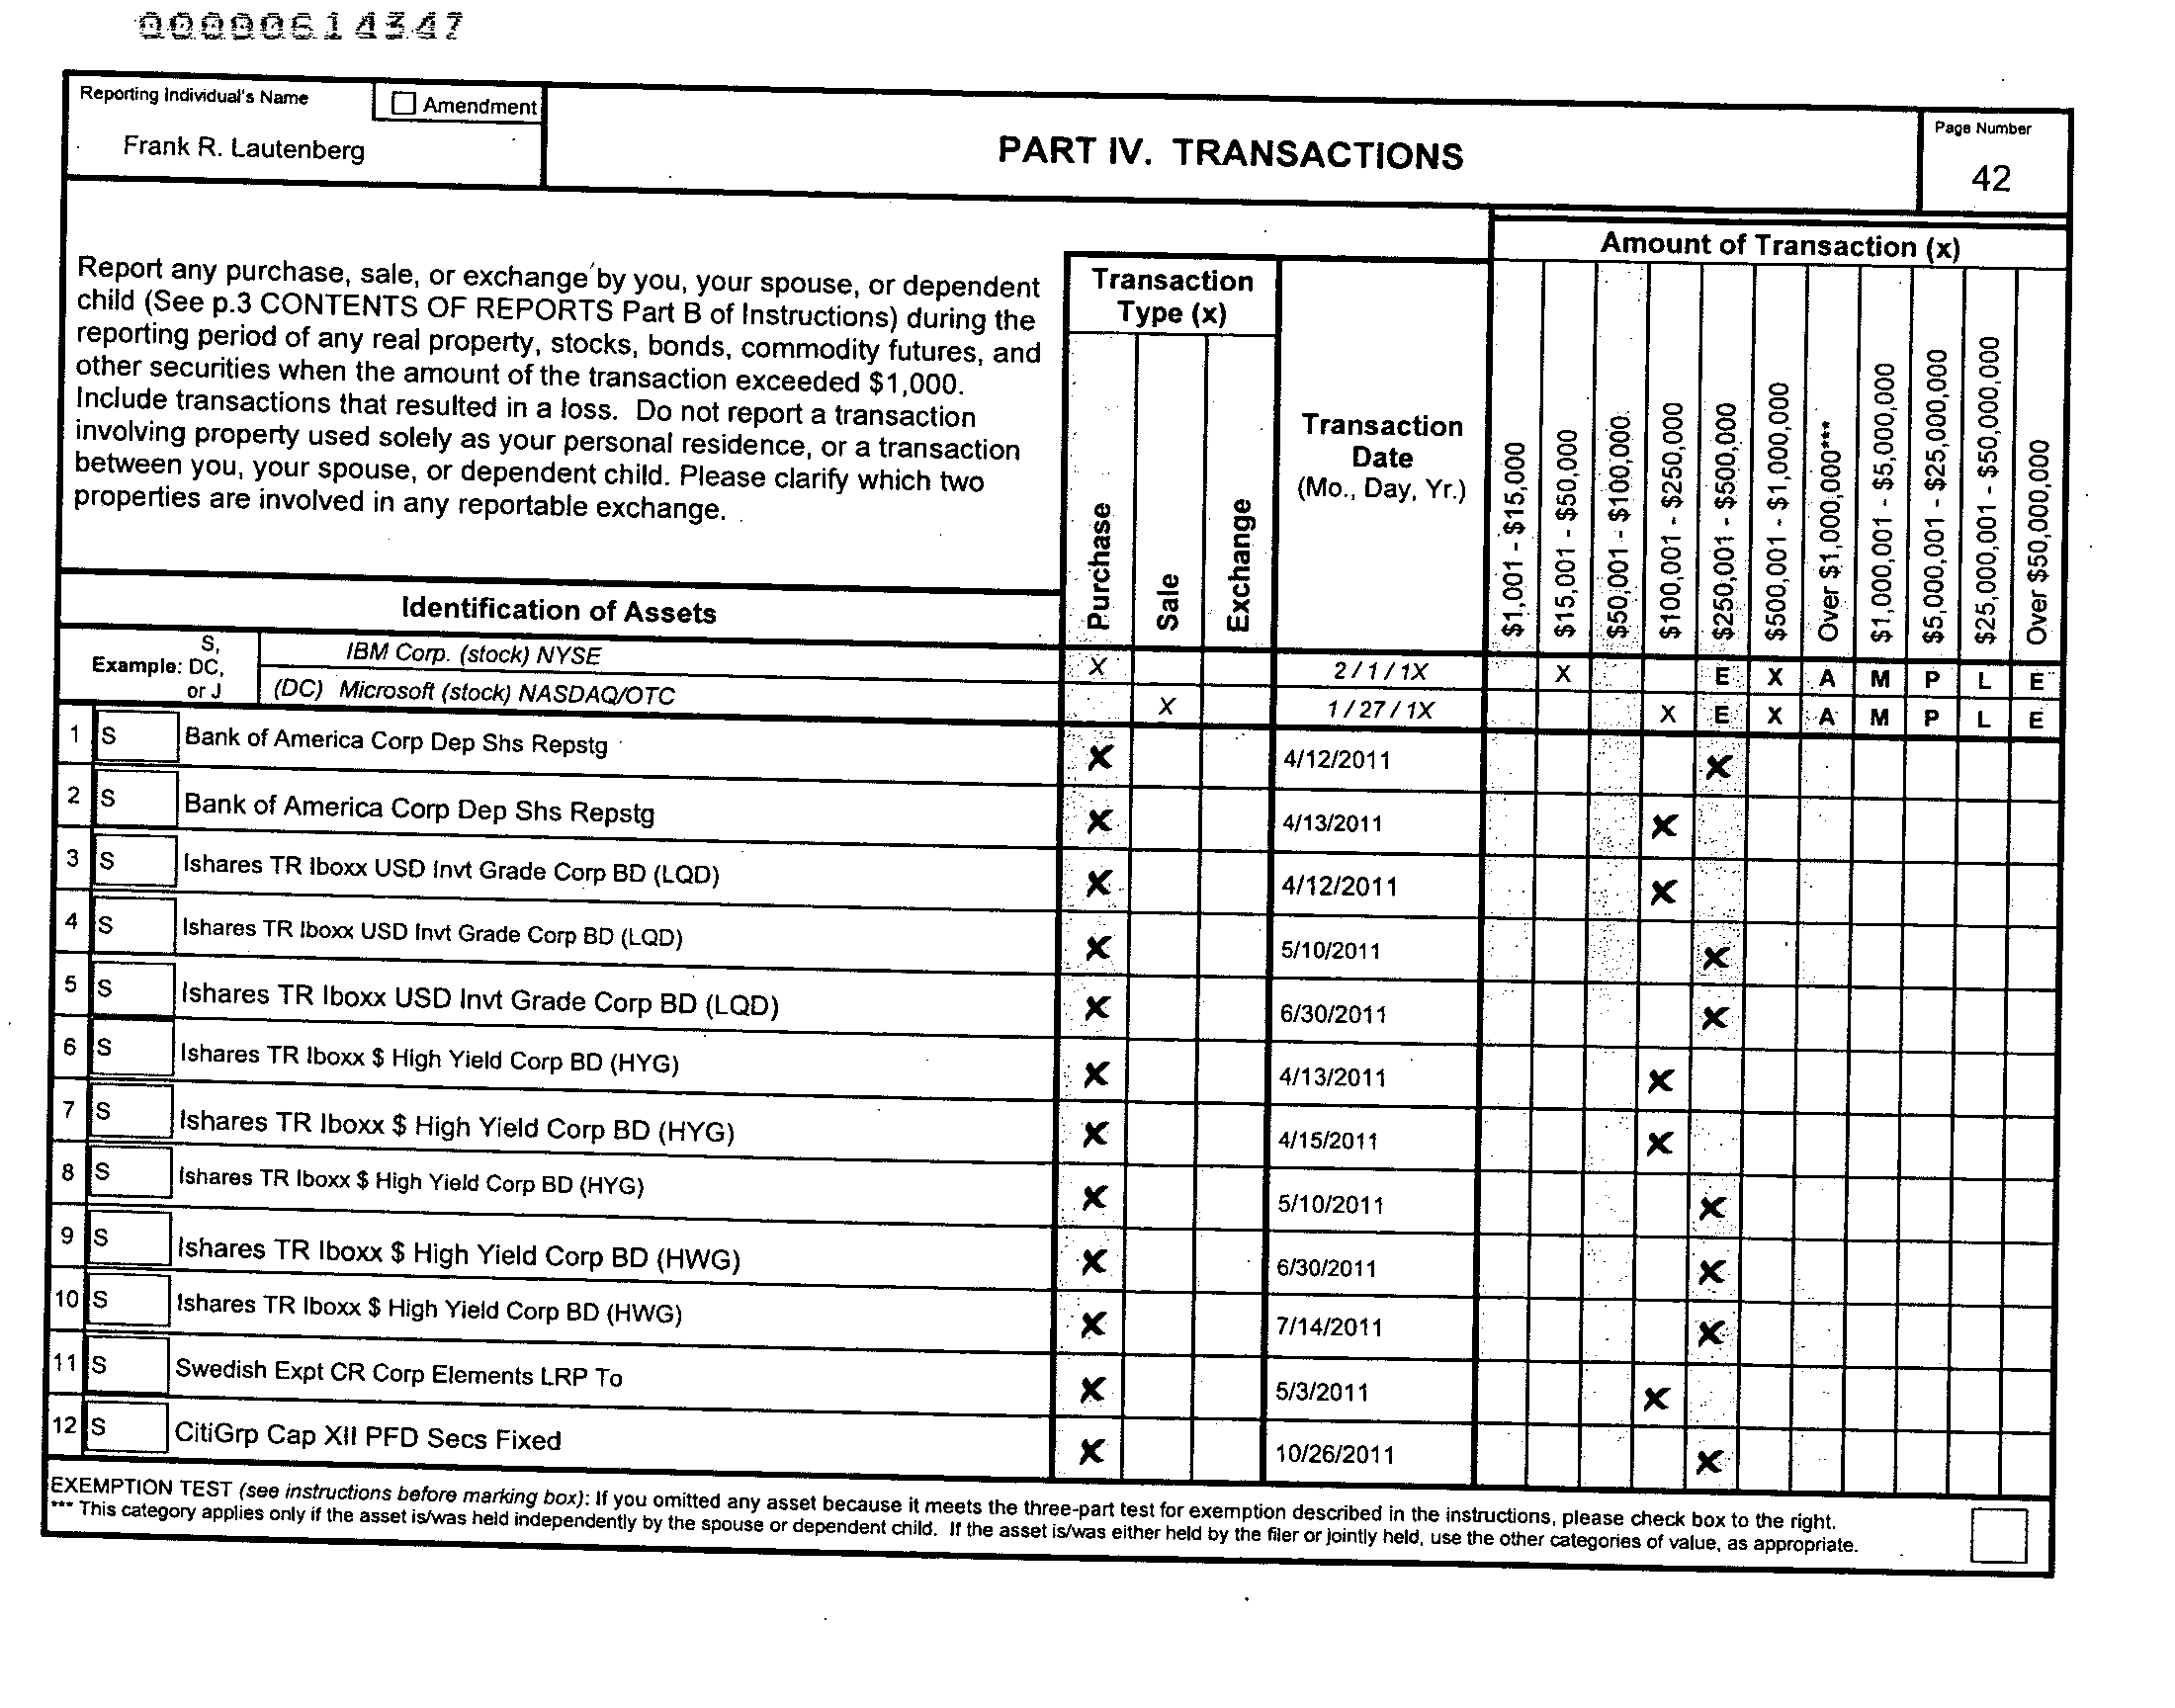 00000614347
Reporting Individual's Name
Amendment
Frank R. Lautenberg
PART IV. TRANSACTIONS
Page Number
42
Report any purchase, sale, or exchange by you, your spouse, or dependent
child (See p.3 CONTENTS OF REPORTS Part B of Instructions) during the
reporting period of any real property, stocks, bonds, commodity futures, and
other securities when the amount of the transaction exceeded $1,000.
Include transactions that resulted in a loss. Do not report a transaction
involving property used solely as your personal residence, or a transaction
between you, your spouse, or dependent child. Please clarify which two
properties are involved in any reportable exchange.
Identification of Assets
Transaction
Type (x)
Purchase
Sale
Exchange
Transaction
Date
(Mo., Day, Yr.)
Amount of Transaction (x)
$1,001 - $15,000
$15,001 - $50,000
$50,001 - $100,000
$100,001 - $250,000
$250,001 - $500,000
$500,001 - $1,000,000
Over $1,000,000***
$1,000,001 - $5,000,000
$5,000,001 - $25,000,000
$25,000,001 - $50,000,000
Over $50,000,000
Example: S, DC, or J
IBM Corp. (stock) NYSE X 2 / 1 / 1X X E X A M P L E
(DC) Microsoft (stock) NASDAQ/OTC X 1 / 27 / 1X X E X A M P L E
1 S Bank of America Corp Dep Shs Repstg X 4/12/2011 X
2 S Bank of America Corp Dep Shs Repstg X 4/13/2011 X
3 S Ishares TR Iboxx USD Invt Grade Corp BD (LQD) X 4/12/2011 X
4 S Ishares TR Iboxx USD Invt Grade Corp BD (LQD) X 5/10/2011 X
5 S Ishares TR Iboxx USD Invt Grade Corp BD (LQD) X 6/30/2011 X
6 S Ishares TR Iboxx $ High Yield Corp BD (HYG) X 4/13/2011 X
7 S Ishares TR Iboxx $ High Yield Corp BD (HYG) X 4/15/2011 X
8 S Ishares TR Iboxx $ High Yield Corp BD (HYG) X 5/10/2011 X
9 S Ishares TR Iboxx $ High Yield Corp BD (HWG) X 6/30/2011 X
10 S Ishares TR Iboxx $ High Yield Corp BD (HWG) X 7/14/2011 X
11 S Swedish Expt CR Corp Elements LRP To X 5/3/2011 X
12 S CitiGrp Cap XII PFD Secs Fixed X 10/26/2011 X
EXEMPTION TEST (see instructions before marking box): If you omitted any asset because it meets the three-part test for exemption described in the instructions, please check box to the right.
*** This category applies only if the asset is/was held independently by the spouse or dependent child. If the asset is/was either held by the filer or jointly held, use the other categories of value, as appropriate.